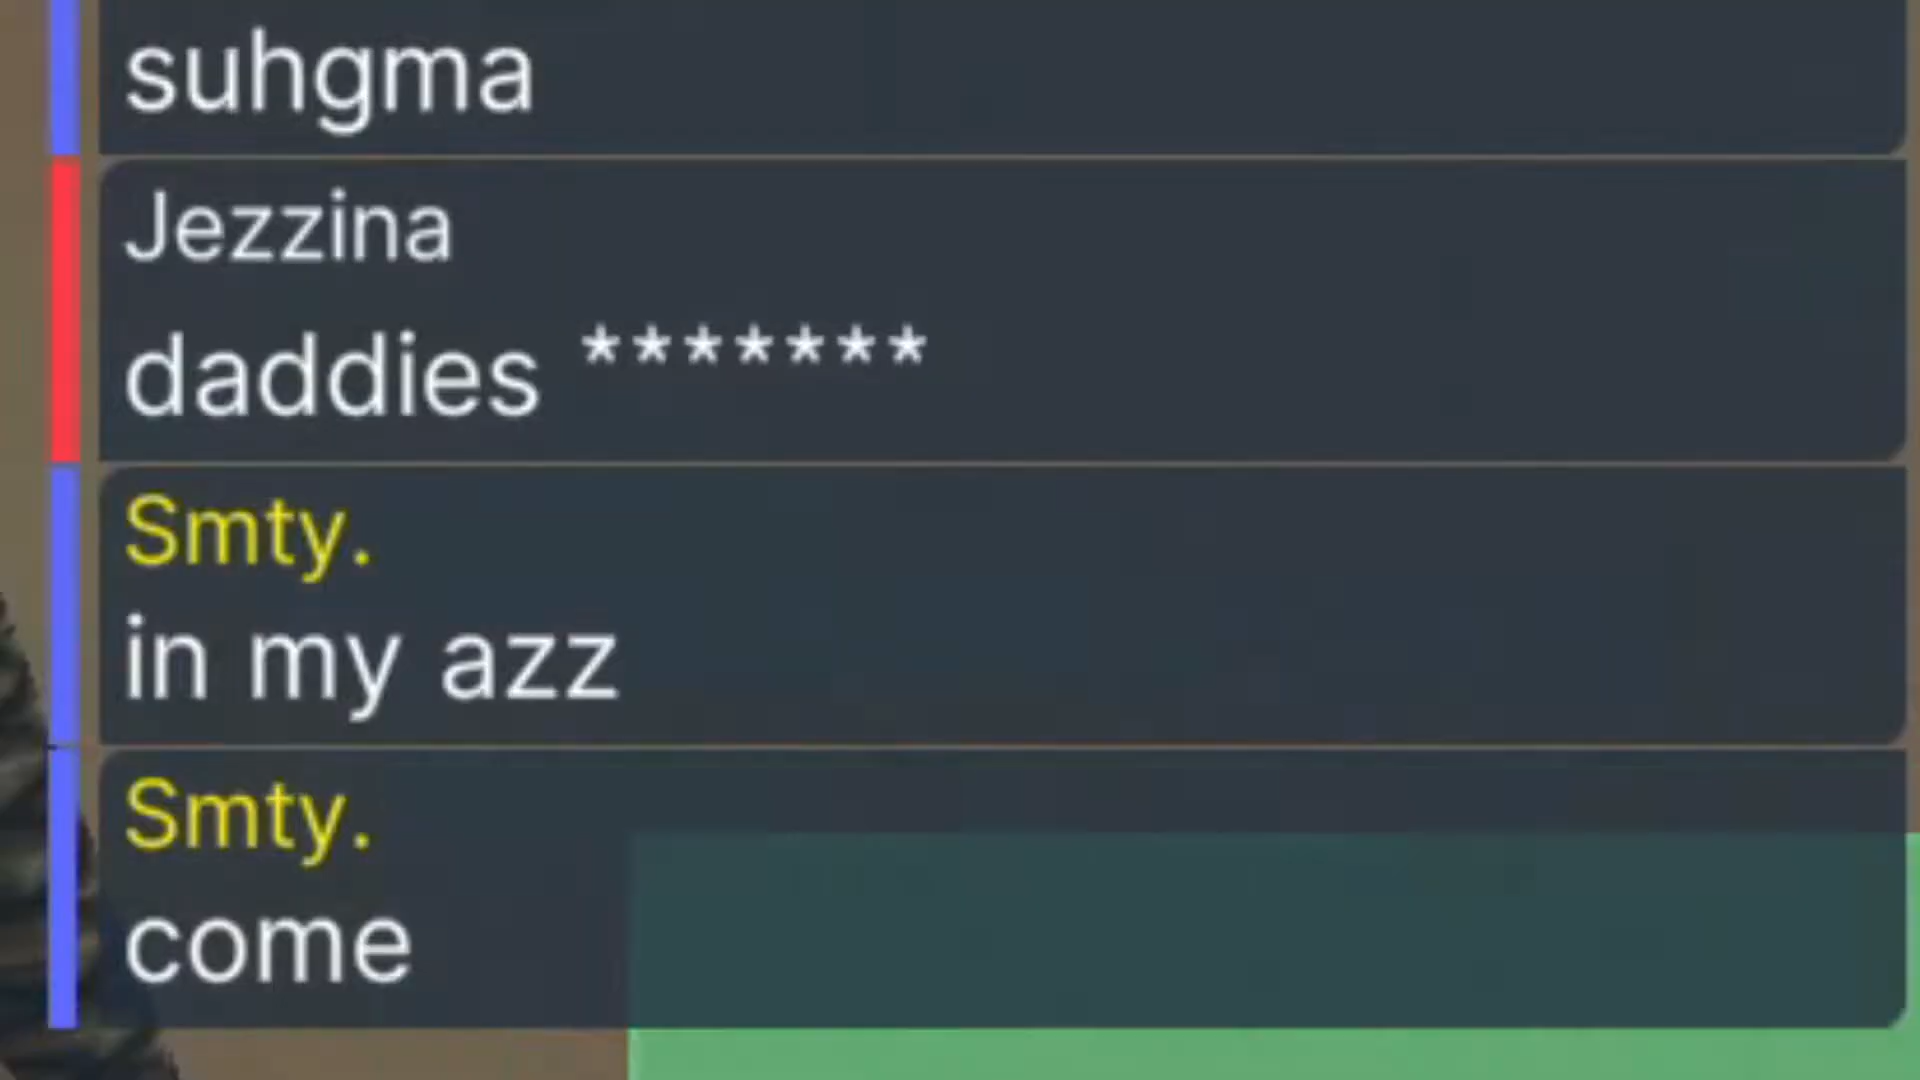 suhgma
Jezzina
daddies *******
Smty.
in my azz
Smty.
come